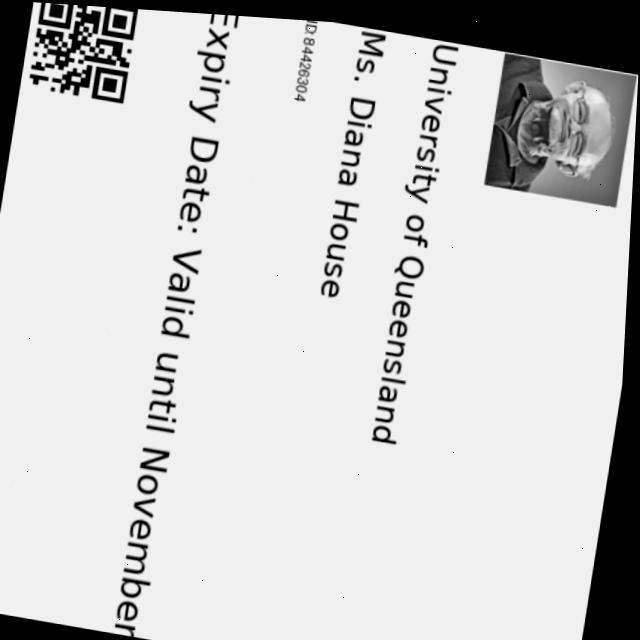 University of Queensland
Ms. Diana House
ID: 84426304
Expiry Date: Valid until November